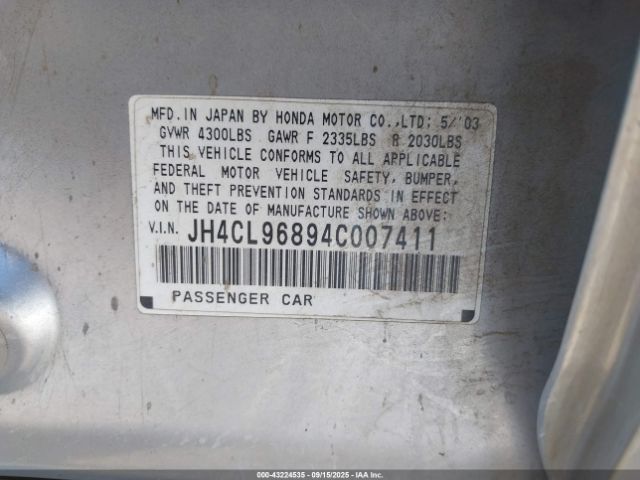 MFD. IN JAPAN BY HONDA MOTOR CO.,LTD; 5/'03
GVWR 4300LBS GAWR F 2335LBS R 2030LBS
THIS VEHICLE CONFORMS TO ALL APPLICABLE
FEDERAL MOTOR VEHICLE SAFETY, BUMPER,
AND THEFT PREVENTION STANDARDS IN EFFECT
ON THE DATE OF MANUFACTURE SHOWN ABOVE:
V.I.N. JH4CL96894C007411
PASSENGER CAR
000-43224535 - 09/15/2025 - IAA Inc.